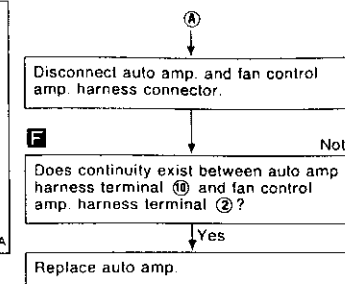 A
Disconnect auto amp. and fan control
amp. harness connector.
F
Not
Does continuity exist between auto amp
harness terminal ⑩ and fan control
amp. harness terminal ② ?
Yes
A
Replace auto amp.